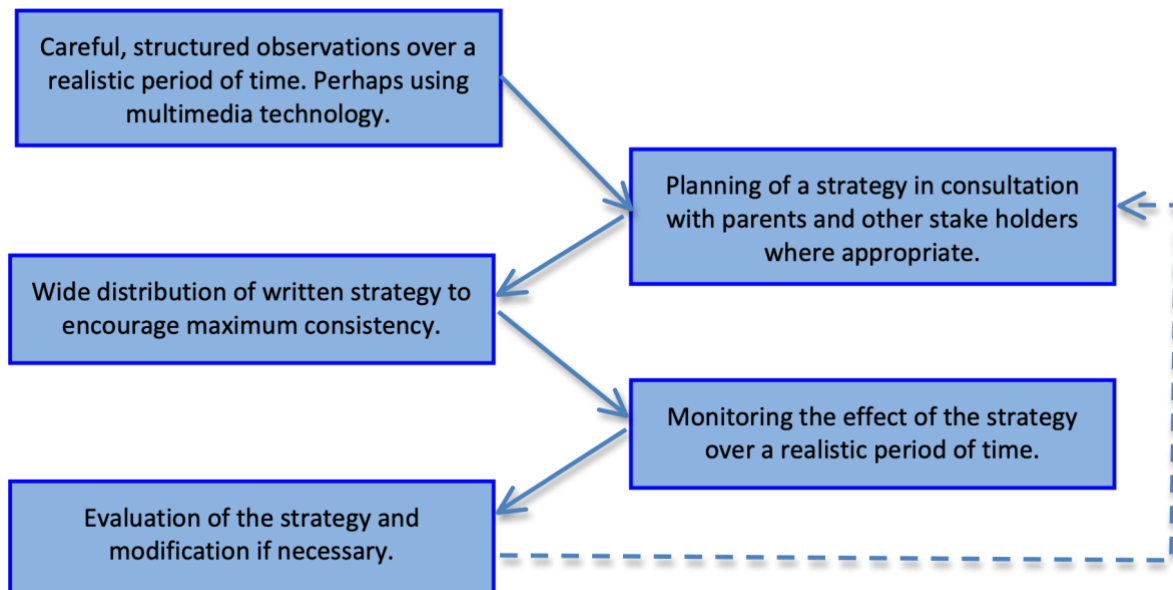 Careful, structured observations over a
realistic period of time. Perhaps using
multimedia technology.
Planning of a strategy in consultation
with parents and other stake holders
where appropriate.
Wide distribution of written strategy to
encourage maximum consistency.
Monitoring the effect of the strategy
over a realistic period of time.
Evaluation of the strategy and
modification if necessary.